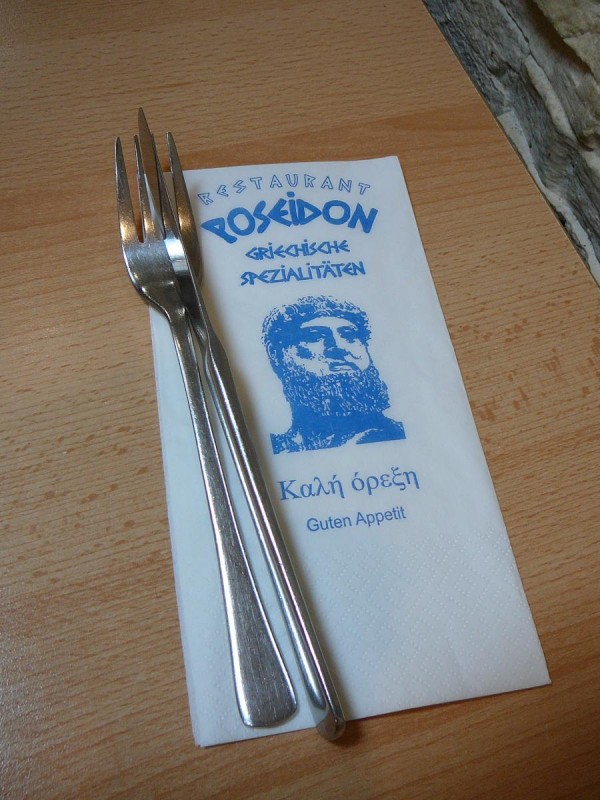 RESTAURANT
POSEIDON
GRIECHISCHE
SPEZIALITÄTEN
Καλή όρεξη
Guten Appetit